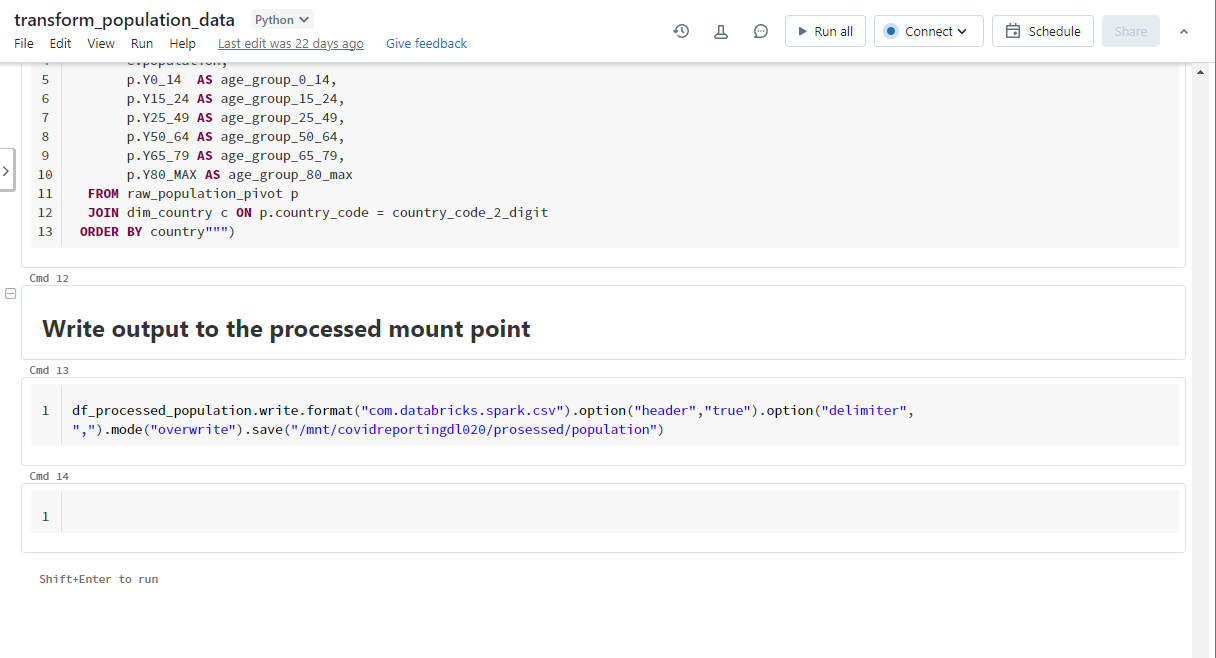 transform_population_data Python
File Edit View Run Help Last edit was 22 days ago Give feedback
Run all Connect Schedule Share
5 p.Y0_14  AS age_group_0_14,
6 p.Y15_24 AS age_group_15_24,
7 p.Y25_49 AS age_group_25_49,
8 p.Y50_64 AS age_group_50_64,
9 p.Y65_79 AS age_group_65_79,
10 p.Y80_MAX AS age_group_80_max
11 FROM raw_population_pivot p
12 JOIN dim_country c ON p.country_code = country_code_2_digit
13 ORDER BY country""")
Cmd 12
Write output to the processed mount point
Cmd 13
1 df_processed_population.write.format("com.databricks.spark.csv").option("header","true").option("delimiter",
",").mode("overwrite").save("/mnt/covidreportingdl020/prosessed/population")
Cmd 14
1
Shift+Enter to run